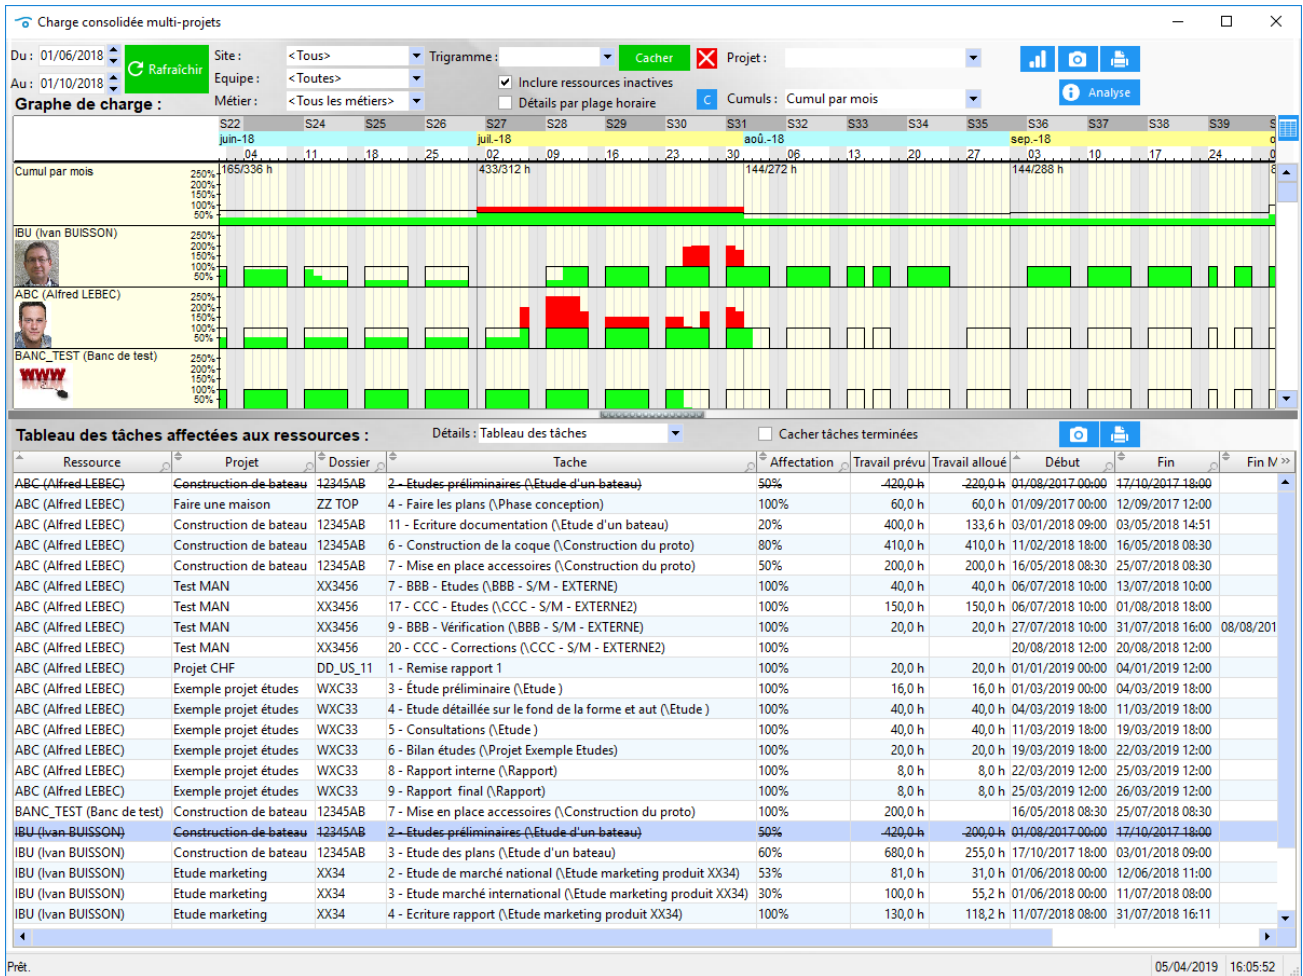 Charge consolidée multi-projets
Du : 01/06/2018 Rafraîchir Site : <Tous> Trigramme : Cacher Projet :
Au : 01/10/2018 Equipe : <Toutes> Inclure ressources inactives Analyse
Graphe de charge : Métier : <Tous les métiers> Détails par plage horaire C Cumuls : Cumul par mois
S22 S24 S25 S26 S27 S28 S29 S30 S31 S32 S33 S34 S35 S36 S37 S38 S39 S
juin-18 juil.-18 aoû.-18 sep.-18 o
04 11 18 25 02 09 16 23 30 06 13 20 27 03 10 17 24 0
Cumul par mois 250% 165/336 h 433/312 h 144/272 h 144/288 h 8
200%
150%
100%
50%
IBU (Ivan BUISSON) 250%
200%
150%
100%
50%
ABC (Alfred LEBEC) 250%
200%
150%
100%
50%
BANC_TEST (Banc de test) 250%
WWW 200%
150%
100%
50%
Tableau des tâches affectées aux ressources : Détails : Tableau des tâches Cacher tâches terminées
Ressource Projet Dossier Tache Affectation Travail prévu Travail alloué Début Fin Fin M »
ABC (Alfred LEBEC) Construction de bateau 12345AB 2 - Etudes préliminaires (\Etude d'un bateau) 50% 420,0 h 220,0 h 01/08/2017 00:00 17/10/2017 18:00
ABC (Alfred LEBEC) Faire une maison ZZ TOP 4 - Faire les plans (\Phase conception) 100% 60,0 h 60,0 h 01/09/2017 00:00 12/09/2017 12:00
ABC (Alfred LEBEC) Construction de bateau 12345AB 11 - Ecriture documentation (\Etude d'un bateau) 20% 400,0 h 133,6 h 03/01/2018 09:00 03/05/2018 14:51
ABC (Alfred LEBEC) Construction de bateau 12345AB 6 - Construction de la coque (\Construction du proto) 80% 410,0 h 410,0 h 11/02/2018 18:00 16/05/2018 08:30
ABC (Alfred LEBEC) Construction de bateau 12345AB 7 - Mise en place accessoires (\Construction du proto) 50% 200,0 h 200,0 h 16/05/2018 08:30 25/07/2018 08:30
ABC (Alfred LEBEC) Test MAN XX3456 7 - BBB - Etudes (\BBB - S/M - EXTERNE) 100% 40,0 h 40,0 h 06/07/2018 10:00 13/07/2018 10:00
ABC (Alfred LEBEC) Test MAN XX3456 17 - CCC - Etudes (\CCC - S/M - EXTERNE2) 100% 150,0 h 150,0 h 06/07/2018 10:00 01/08/2018 18:00
ABC (Alfred LEBEC) Test MAN XX3456 9 - BBB - Vérification (\BBB - S/M - EXTERNE) 100% 20,0 h 20,0 h 27/07/2018 10:00 31/07/2018 16:00 08/08/201
ABC (Alfred LEBEC) Test MAN XX3456 20 - CCC - Corrections (\CCC - S/M - EXTERNE2) 100% 20/08/2018 12:00 20/08/2018 12:00
ABC (Alfred LEBEC) Projet CHF DD_US_11 1 - Remise rapport 1 100% 20,0 h 20,0 h 01/01/2019 00:00 04/01/2019 12:00
ABC (Alfred LEBEC) Exemple projet études WXC33 3 - Étude préliminaire (\Etude ) 100% 16,0 h 16,0 h 01/03/2019 00:00 04/03/2019 18:00
ABC (Alfred LEBEC) Exemple projet études WXC33 4 - Etude détaillée sur le fond de la forme et aut (\Etude ) 100% 40,0 h 40,0 h 04/03/2019 18:00 11/03/2019 18:00
ABC (Alfred LEBEC) Exemple projet études WXC33 5 - Consultations (\Etude ) 100% 40,0 h 40,0 h 11/03/2019 18:00 19/03/2019 18:00
ABC (Alfred LEBEC) Exemple projet études WXC33 6 - Bilan études (\Projet Exemple Etudes) 100% 20,0 h 20,0 h 19/03/2019 18:00 22/03/2019 12:00
ABC (Alfred LEBEC) Exemple projet études WXC33 8 - Rapport interne (\Rapport) 100% 8,0 h 8,0 h 22/03/2019 12:00 25/03/2019 12:00
ABC (Alfred LEBEC) Exemple projet études WXC33 9 - Rapport final (\Rapport) 100% 8,0 h 8,0 h 25/03/2019 12:00 26/03/2019 12:00
BANC_TEST (Banc de test) Construction de bateau 12345AB 7 - Mise en place accessoires (\Construction du proto) 100% 200,0 h 16/05/2018 08:30 25/07/2018 08:30
IBU (Ivan BUISSON) Construction de bateau 12345AB 2 - Etudes préliminaires (\Etude d'un bateau) 50% 420,0 h 200,0 h 01/08/2017 00:00 17/10/2017 18:00
IBU (Ivan BUISSON) Construction de bateau 12345AB 3 - Etude des plans (\Etude d'un bateau) 60% 680,0 h 255,0 h 17/10/2017 18:00 03/01/2018 09:00
IBU (Ivan BUISSON) Etude marketing XX34 2 - Etude de marché national (\Etude marketing produit XX34) 53% 81,0 h 31,0 h 01/06/2018 00:00 12/06/2018 11:00
IBU (Ivan BUISSON) Etude marketing XX34 3 - Etude marché international (\Etude marketing produit XX34) 30% 100,0 h 55,2 h 01/06/2018 00:00 11/07/2018 08:00
IBU (Ivan BUISSON) Etude marketing XX34 4 - Ecriture rapport (\Etude marketing produit XX34) 100% 130,0 h 118,2 h 11/07/2018 08:00 31/07/2018 16:11
Prêt. 05/04/2019 16:05:52